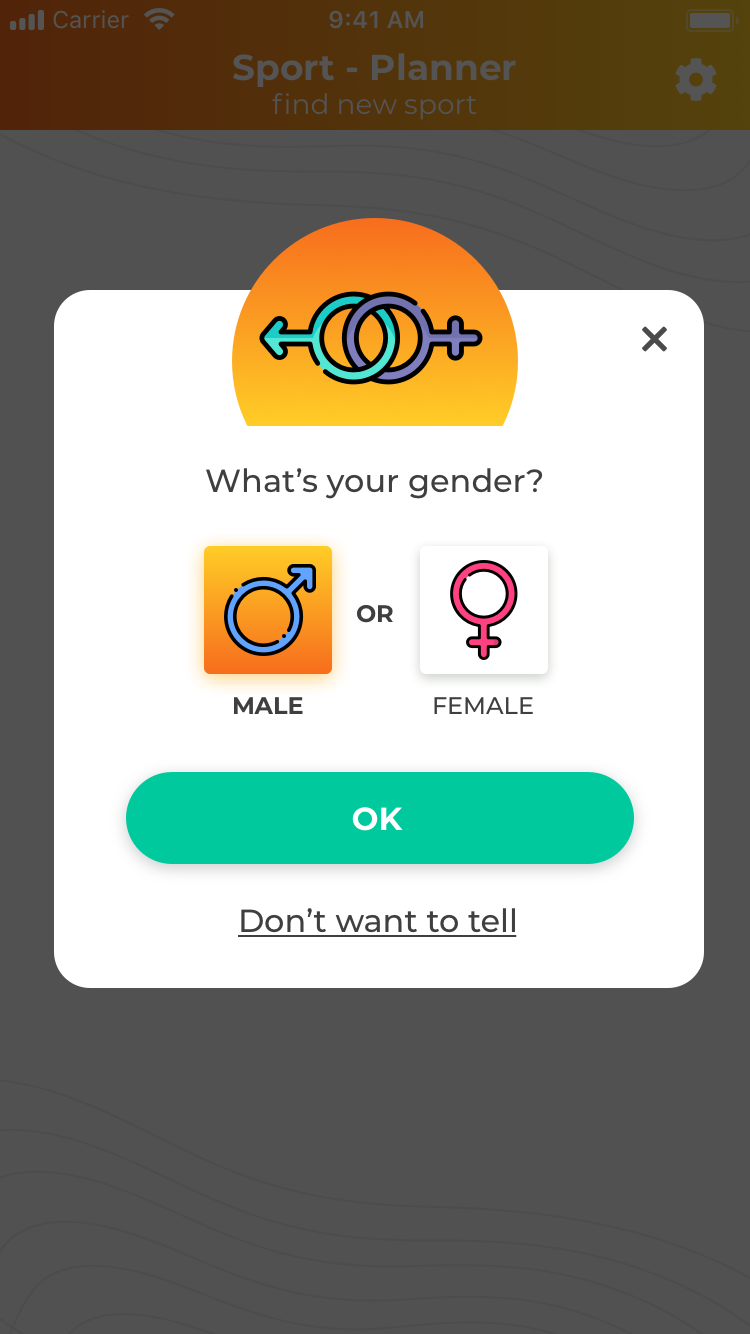 Carrier 9:41 AM
Sport - Planner
find new sport
What’s your gender?
OR
MALE FEMALE
OK
Don’t want to tell